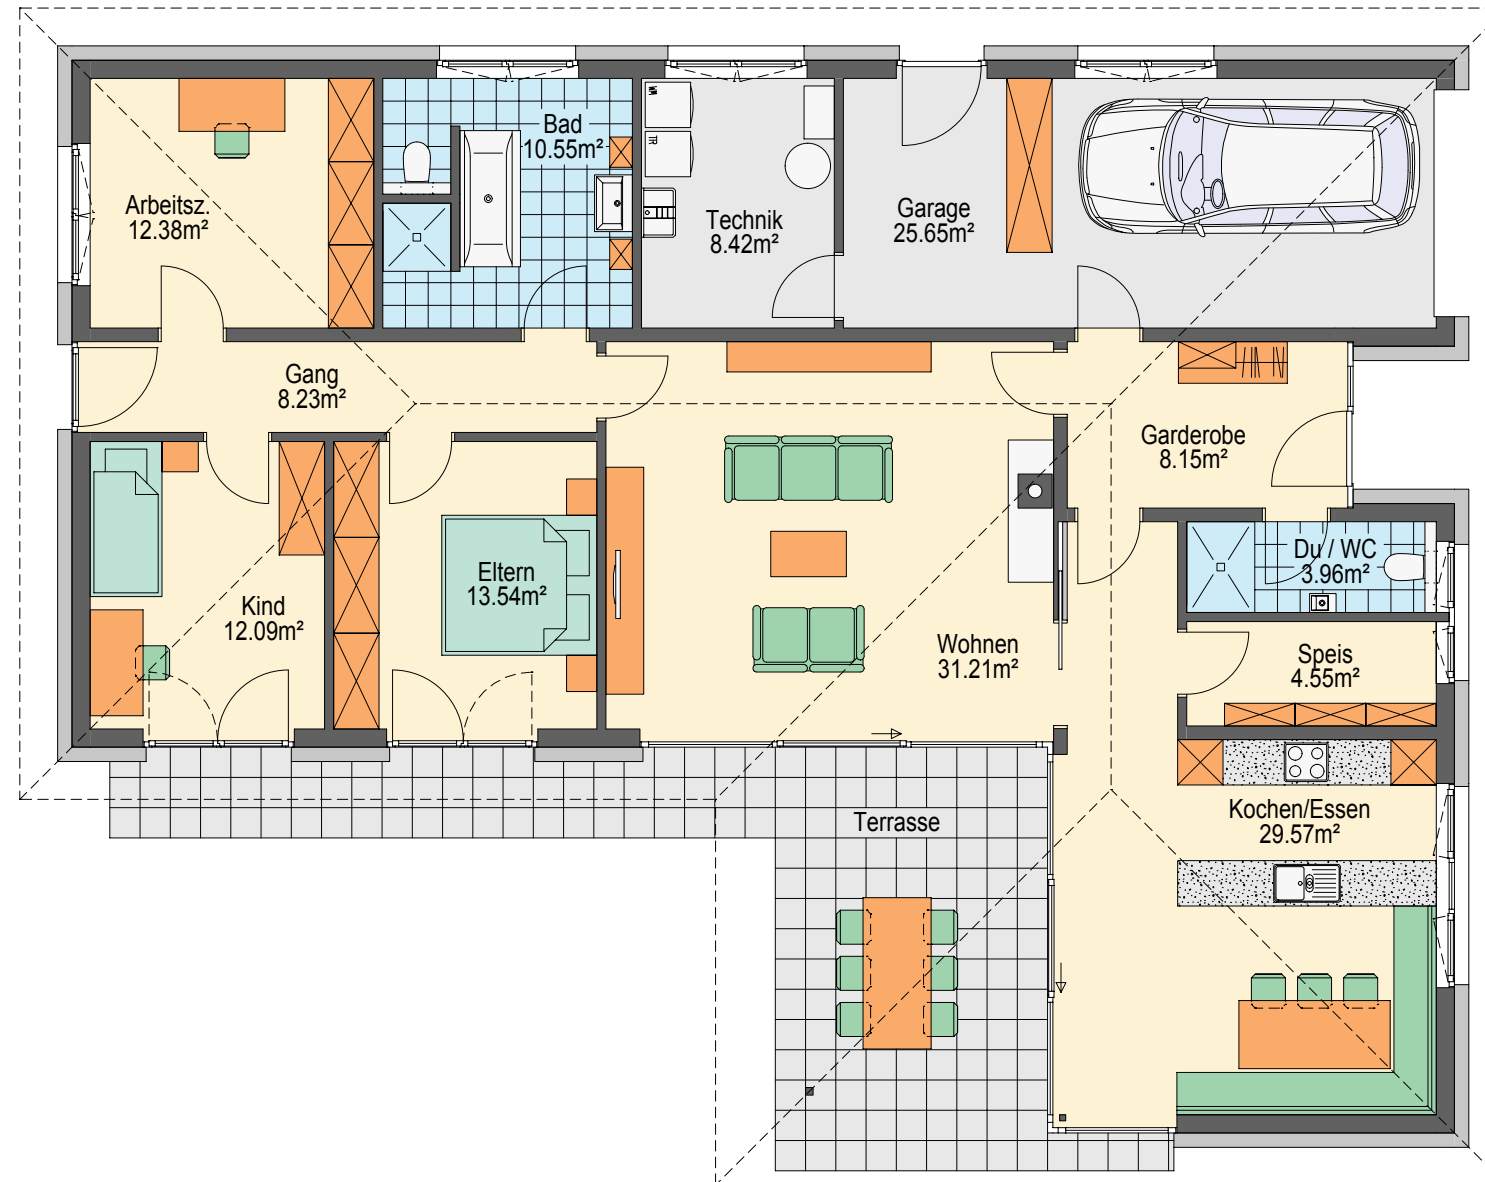 Bad
10.55m²
WM
TR
Arbeitsz.
12.38m²
Technik
8.42m²
Garage
25.65m²
Gang
8.23m²
Garderobe
8.15m²
Du / WC
3.96m²
Eltern
13.54m²
Kind
12.09m²
Wohnen
31.21m²
Speis
4.55m²
Kochen/Essen
29.57m²
Terrasse